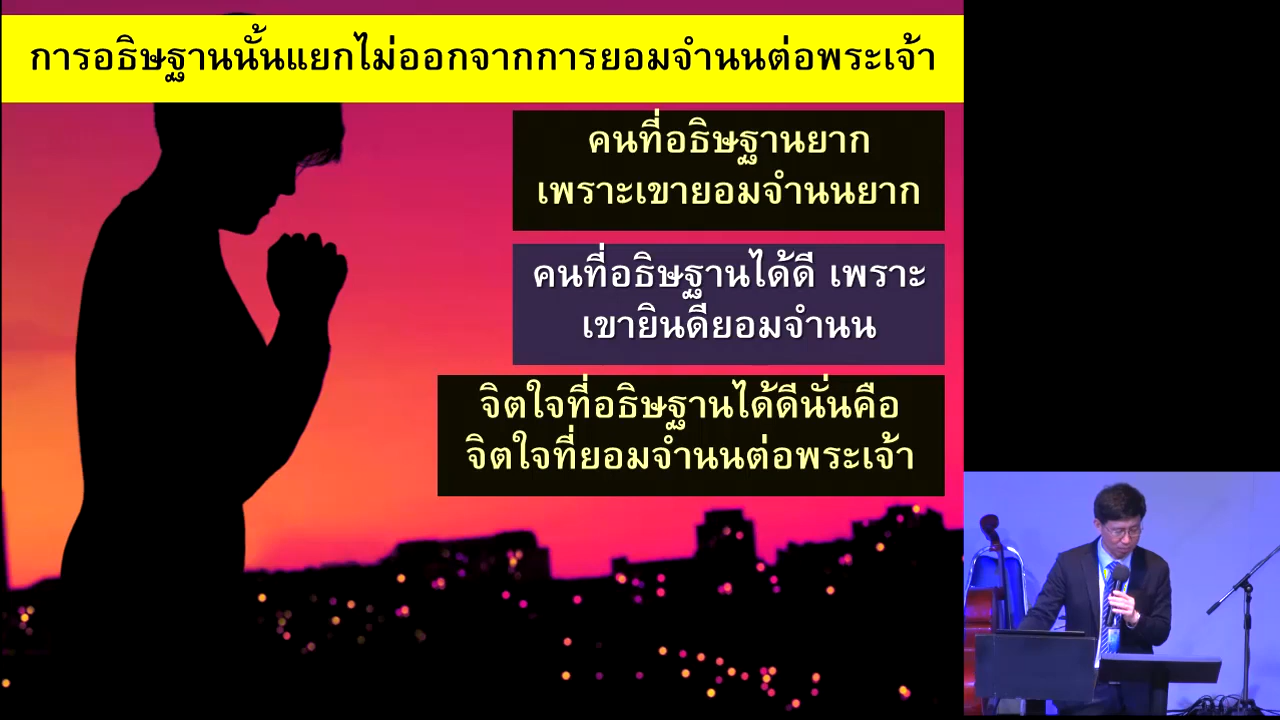 การอธิษฐานนั้นแยกไม่ออกจากการยอมจำนนต่อพระเจ้า
คนที่อธิษฐานยาก
เพราะเขายอมจำนนยาก
คนที่อธิษฐานได้ดี เพราะ
เขายินดียอมจำนน
จิตใจที่อธิษฐานได้ดีนั่นคือ
จิตใจที่ยอมจำนนต่อพระเจ้า